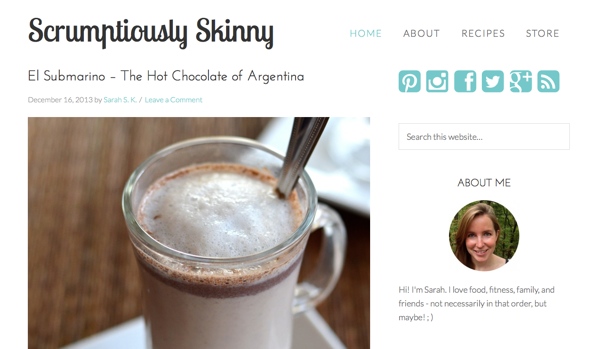 Scrumptiously Skinny
HOME ABOUT RECIPES STORE
El Submarino – The Hot Chocolate of Argentina
December 16, 2013 by Sarah S. K. / Leave a Comment
Search this website...
ABOUT ME
Hi! I'm Sarah. I love food, fitness, family, and
friends - not necessarily in that order, but
maybe! ; )